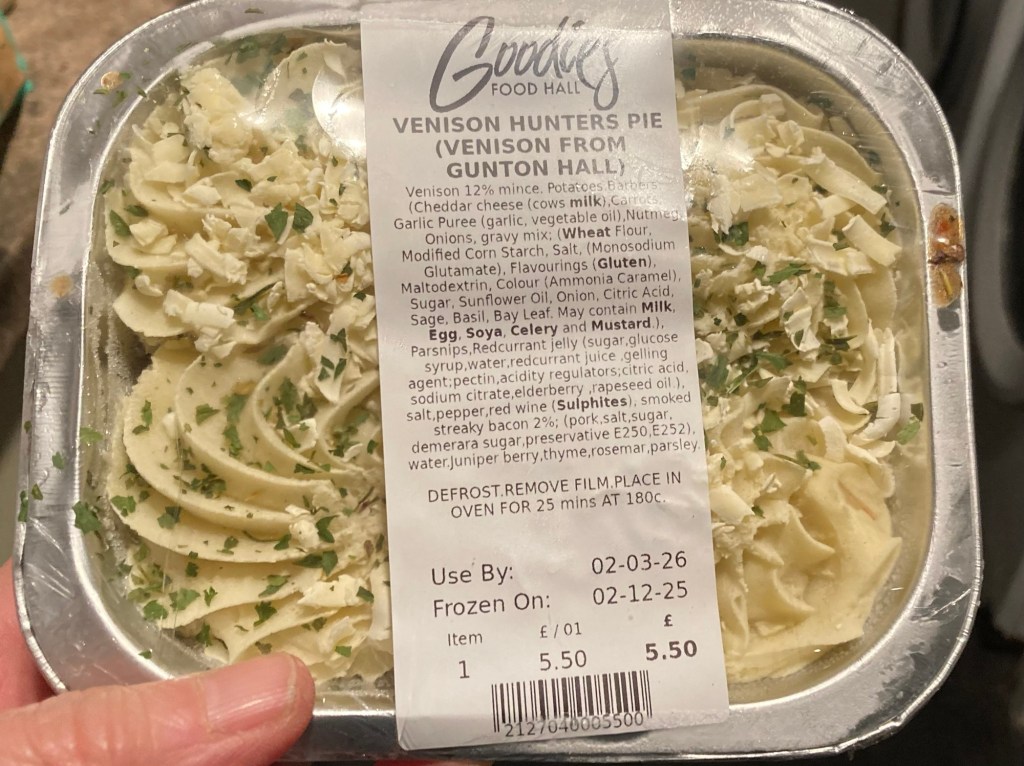 Goodies
FOOD HALL
VENISON HUNTERS PIE
(VENISON FROM
GUNTON HALL)
Venison 12% mince. Potatoes,Barbers
(Cheddar cheese (cows milk),Carrots,
Garlic Puree (garlic, vegetable oil),Nutmeg,
Onions, gravy mix; (Wheat Flour,
Modified Corn Starch, Salt, (Monosodium
Glutamate), Flavourings (Gluten),
Maltodextrin, Colour (Ammonia Caramel),
Sugar, Sunflower Oil, Onion, Citric Acid,
Sage, Basil, Bay Leaf. May contain Milk,
Egg, Soya, Celery and Mustard.),
Parsnips,Redcurrant jelly (sugar,glucose
syrup,water,redcurrant juice ,gelling
agent;pectin,acidity regulators;citric acid,
sodium citrate,elderberry ,rapeseed oil.),
salt,pepper,red wine (Sulphites), smoked
streaky bacon 2%; (pork,salt,sugar,
demerara sugar,preservative E250,E252),
water,Juniper berry,thyme,rosemar,parsley.
DEFROST.REMOVE FILM.PLACE IN
OVEN FOR 25 mins AT 180c.
Use By: 02-03-26
Frozen On: 02-12-25
Item £/01 £
1 5.50 5.50
2127040005500